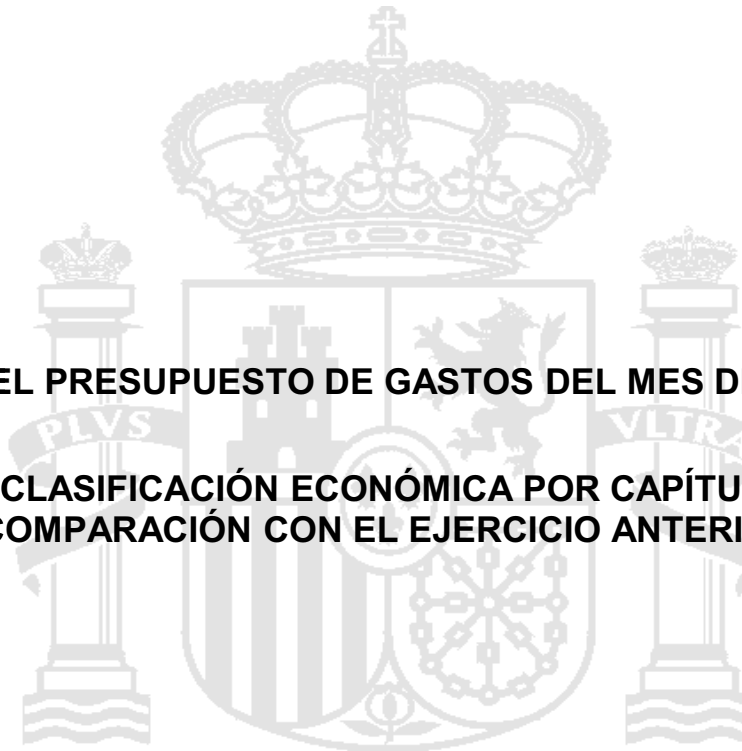 EL PRESUPUESTO DE GASTOS DEL MES D
PLVS
VLTRA
CLASIFICACIÓN ECONÓMICA POR CAPÍTU
COMPARACIÓN CON EL EJERCICIO ANTERI